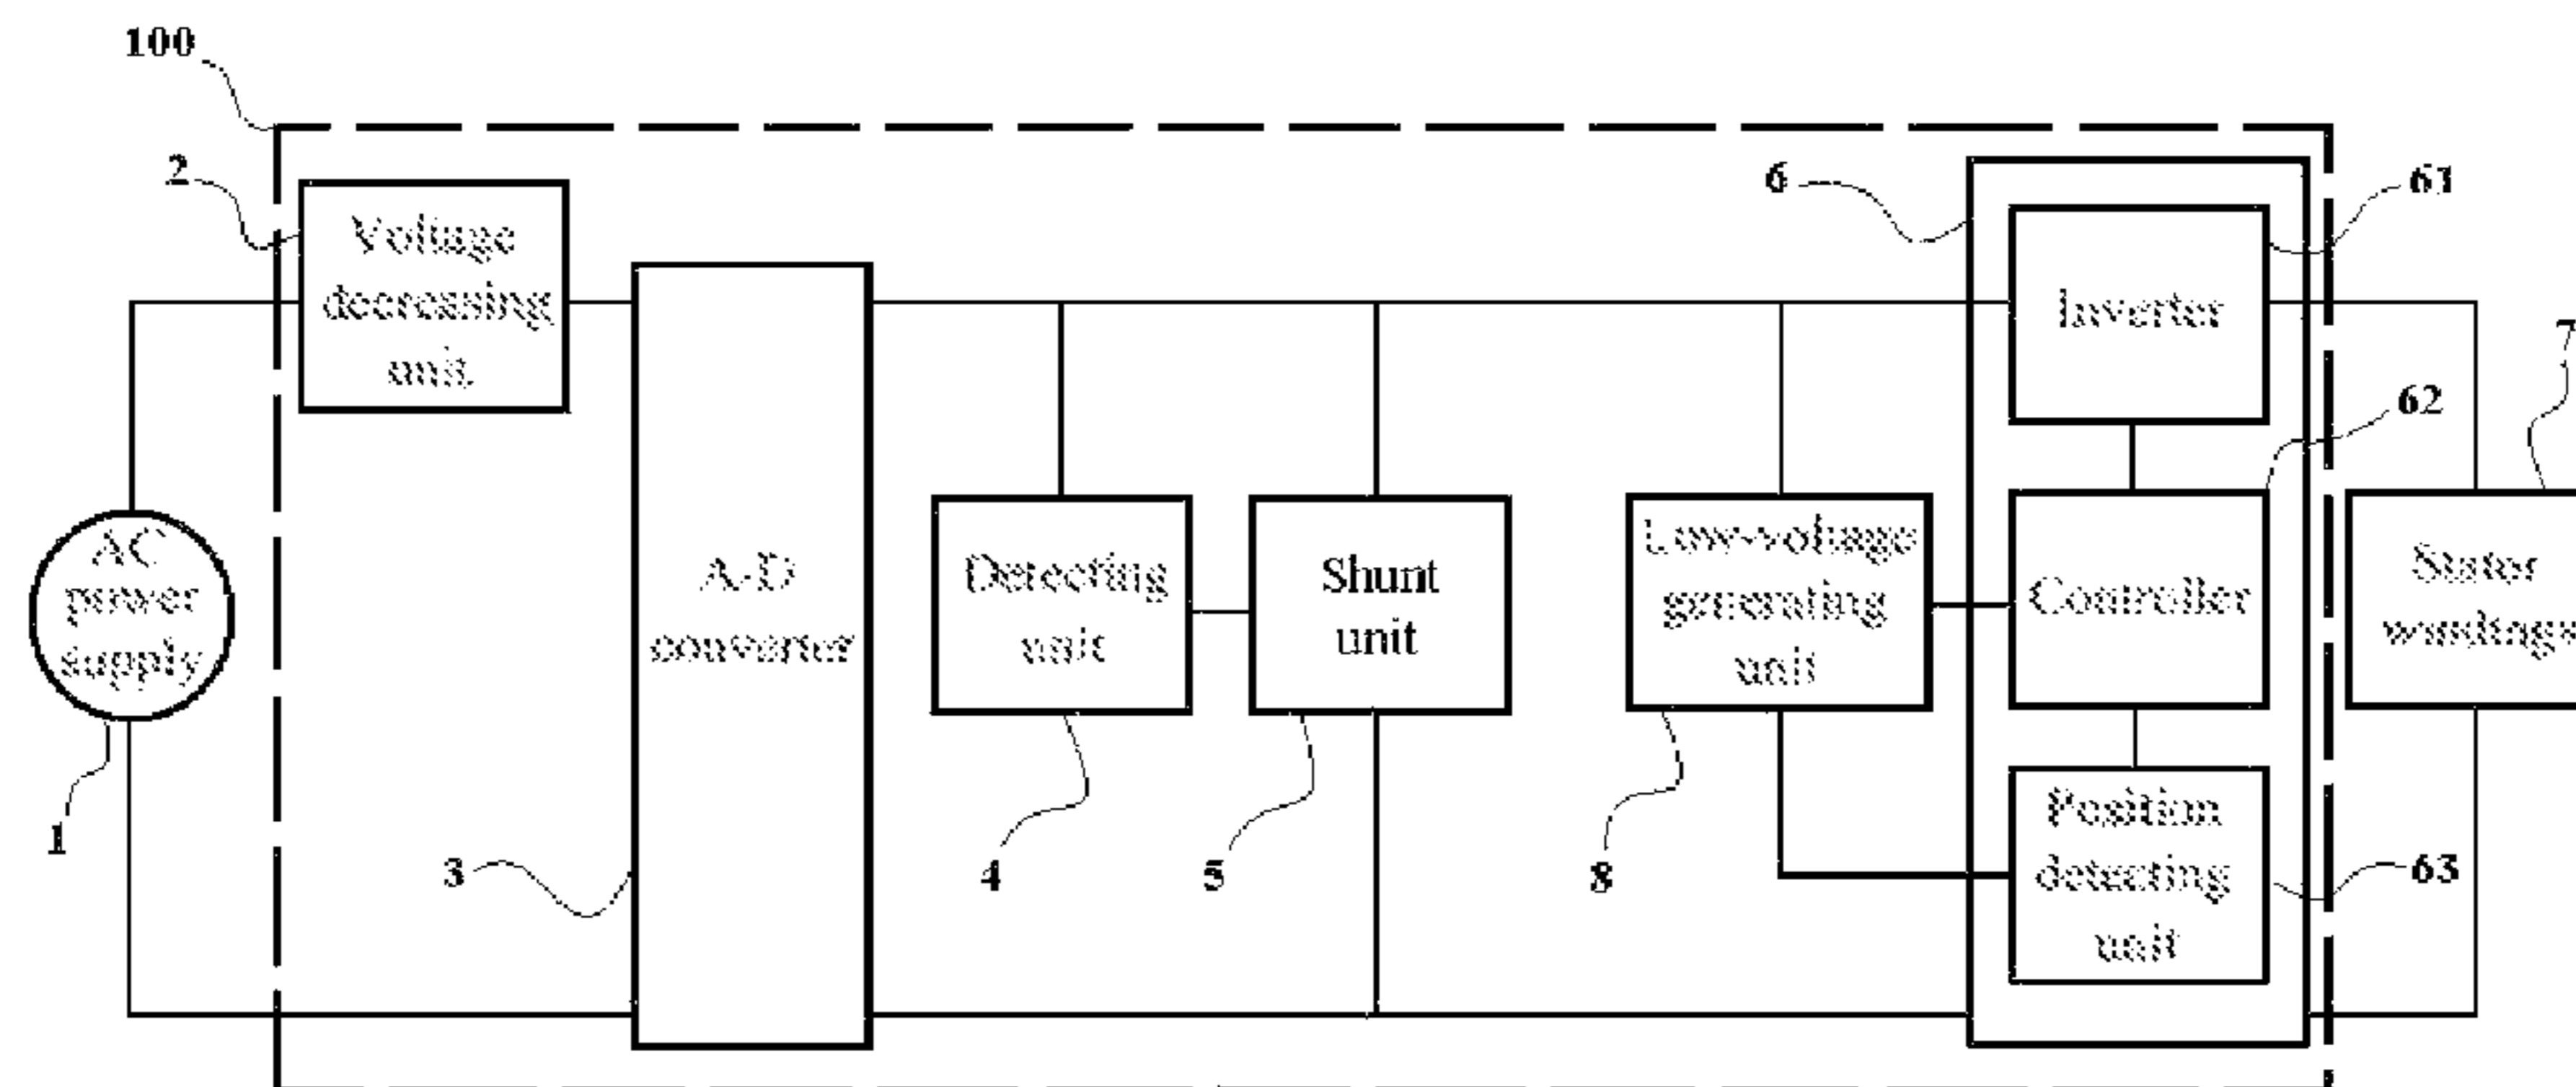 100
2
6
61
Voltage
decreasing
unit
Inverter
7
62
AC
power
supply
A-D
converter
Detecting
unit
Shunt
unit
Low-voltage
generating
unit
Controller
Stator
windings
1
3
4
5
8
Position
detecting
unit
63